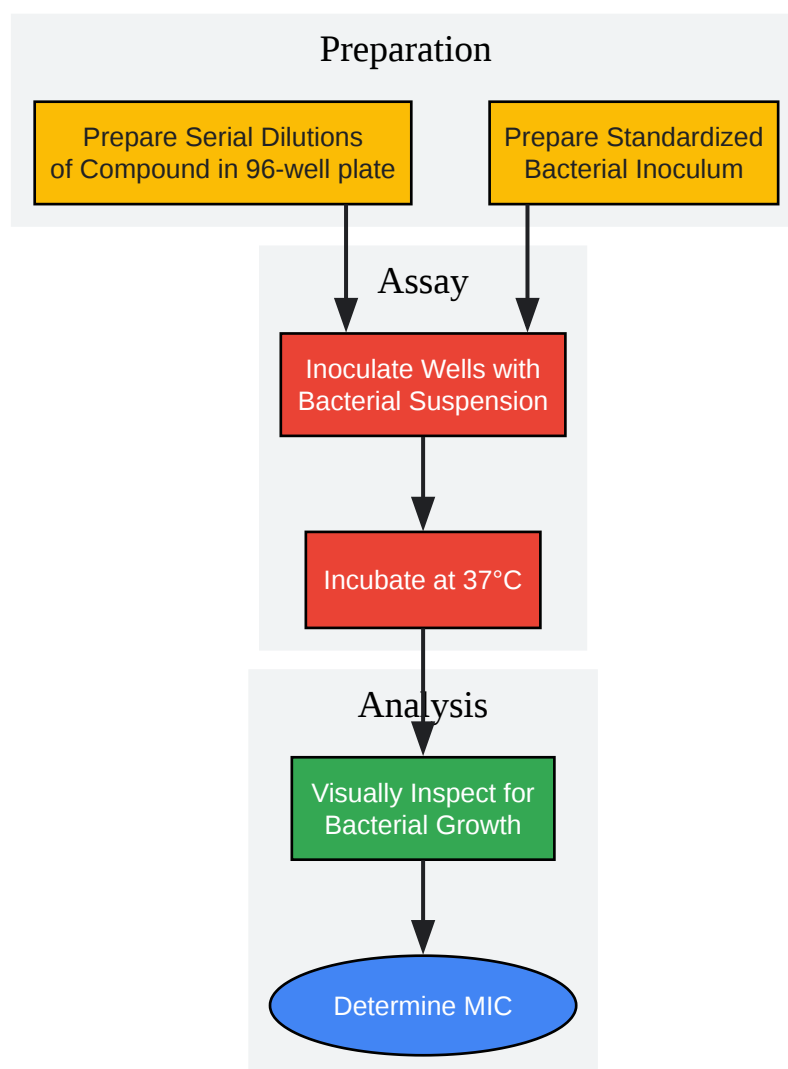 Preparation
Prepare Serial Dilutions
of Compound in 96-well plate
Prepare Standardized
Bacterial Inoculum
Assay
Inoculate Wells with
Bacterial Suspension
Incubate at 37°C
Analysis
Visually Inspect for
Bacterial Growth
Determine MIC